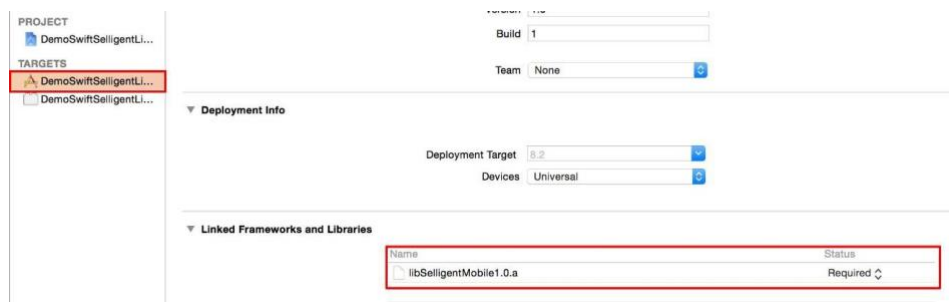 PROJECT
DemoSwiftSelligentLi...
TARGETS
DemoSwiftSelligentLi...
DemoSwiftSelligentLi...
Build 1
Team None
Deployment Info
Deployment Target 8.2
Devices Universal
Linked Frameworks and Libraries
Name Status
libSelligentMobile1.0.a Required